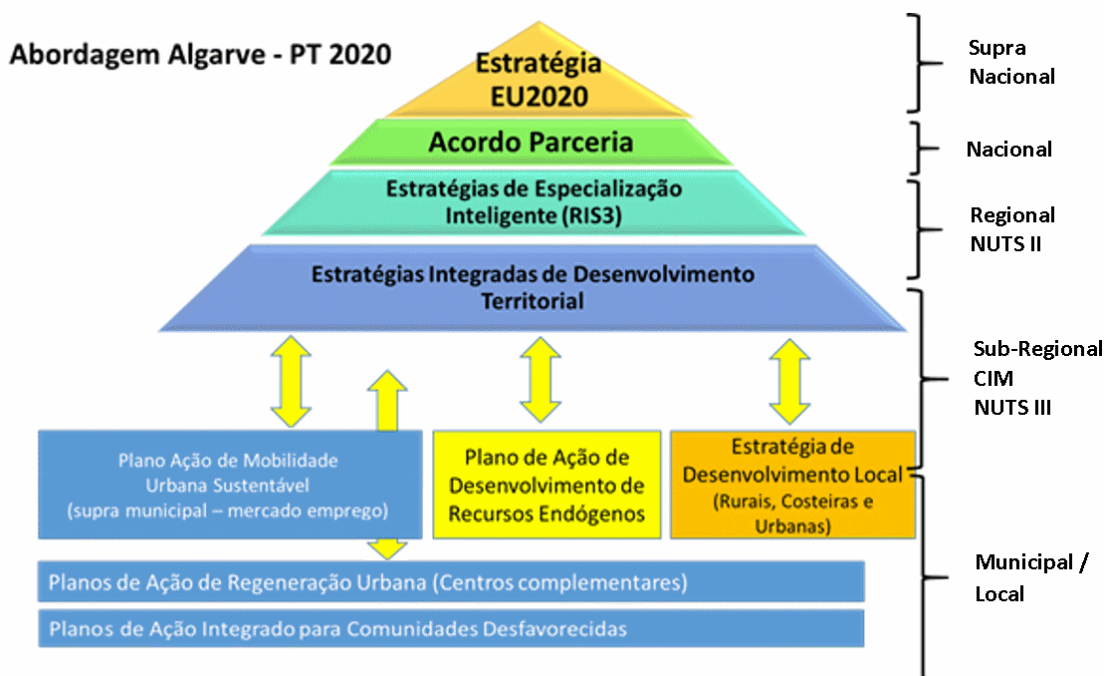 Abordagem Algarve - PT 2020
Estratégia
EU2020
Acordo Parceria
Estratégias de Especialização
Inteligente (RIS3)
Estratégias Integradas de Desenvolvimento
Territorial
Supra
Nacional
Nacional
Regional
NUTS II
Sub-Regional
CIM
NUTS III
Municipal /
Local
Plano Ação de Mobilidade
Urbana Sustentável
(supra municipal – mercado emprego)
Plano de Ação de
Desenvolvimento de
Recursos Endógenos
Estratégia de
Desenvolvimento Local
(Rurais, Costeiras e
Urbanas)
Planos de Ação de Regeneração Urbana (Centros complementares)
Planos de Ação Integrado para Comunidades Desfavorecidas